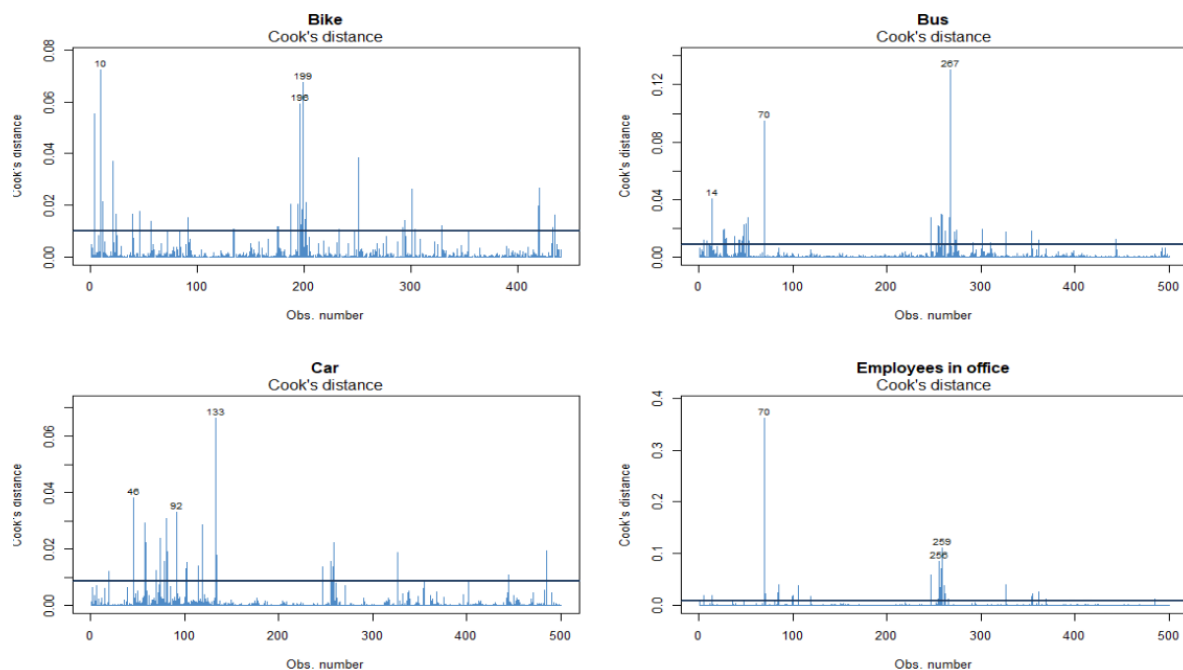 Bike
Cook's distance
Cook's distance
0.00 0.02 0.04 0.06 0.08
10
199
196
0 100 200 300 400
Obs. number
Bus
Cook's distance
Cook's distance
0.00 0.04 0.08 0.12
14
70
267
0 100 200 300 400 500
Obs. number
Car
Cook's distance
Cook's distance
0.00 0.02 0.04 0.06
46
92
133
0 100 200 300 400 500
Obs. number
Employees in office
Cook's distance
Cook's distance
0.0 0.1 0.2 0.3 0.4
70
259
256
0 100 200 300 400 500
Obs. number